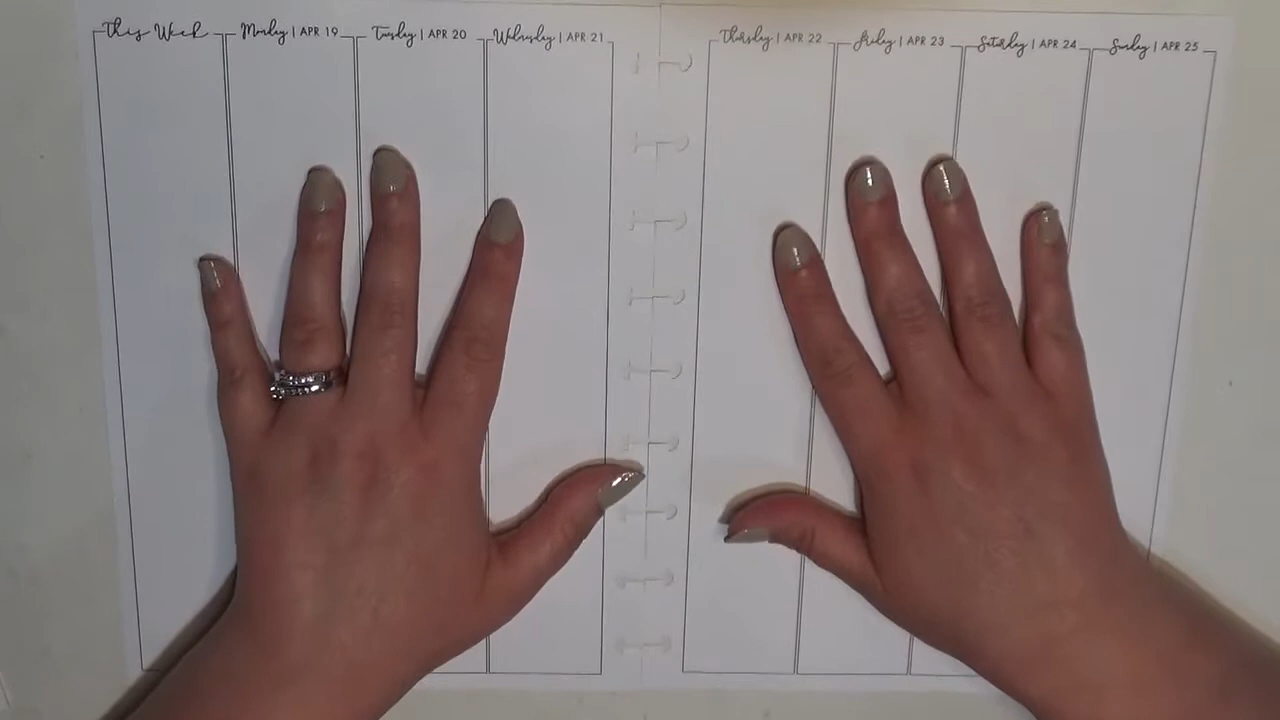 This Week
Monday | APR 19
Tuesday | APR 20
Wednesday | APR 21
Thursday | APR 22
Friday | APR 23
Saturday | APR 24
Sunday | APR 25